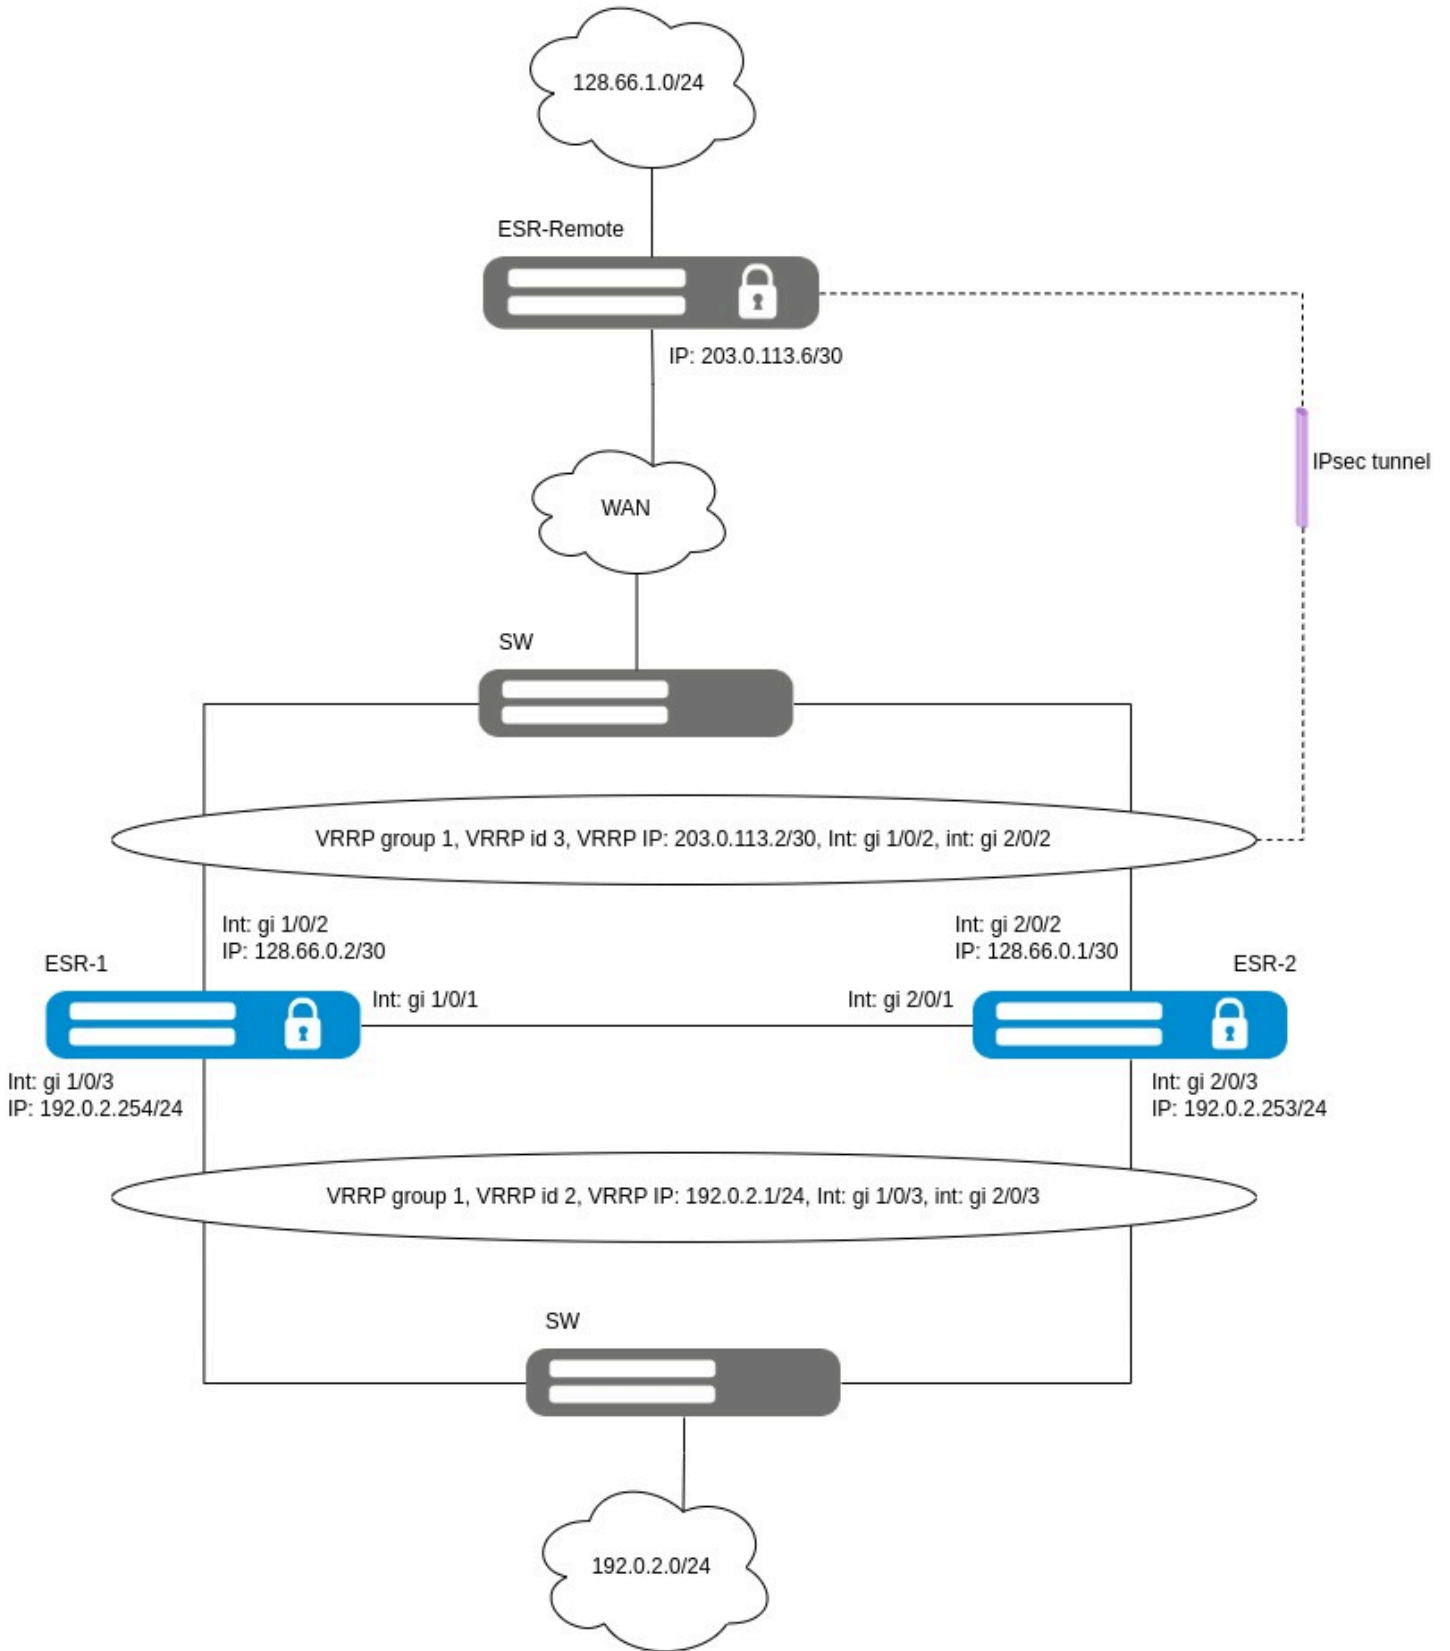 128.66.1.0/24
ESR-Remote
IP: 203.0.113.6/30
IPsec tunnel
WAN
SW
VRRP group 1, VRRP id 3, VRRP IP: 203.0.113.2/30, Int: gi 1/0/2, int: gi 2/0/2
Int: gi 1/0/2
IP: 128.66.0.2/30
Int: gi 2/0/2
IP: 128.66.0.1/30
ESR-1
ESR-2
Int: gi 1/0/1
Int: gi 2/0/1
Int: gi 1/0/3
IP: 192.0.2.254/24
Int: gi 2/0/3
IP: 192.0.2.253/24
VRRP group 1, VRRP id 2, VRRP IP: 192.0.2.1/24, Int: gi 1/0/3, int: gi 2/0/3
SW
192.0.2.0/24